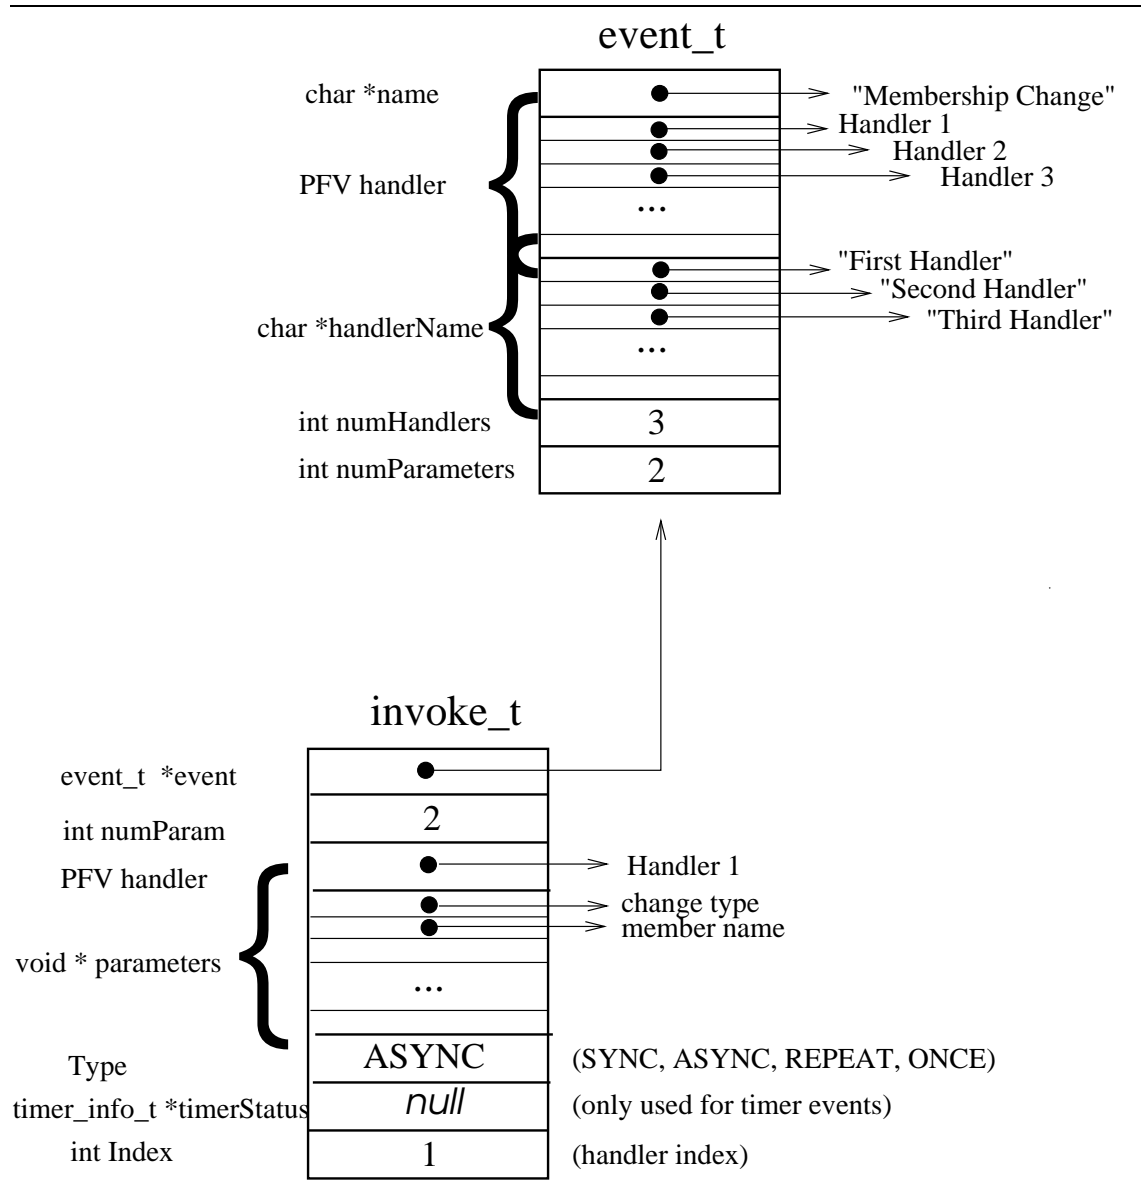 event_t
char *name
"Membership Change"
Handler 1
Handler 2
PFV handler
Handler 3
...
"First Handler"
"Second Handler"
char *handlerName
"Third Handler"
...
int numHandlers
3
int numParameters
2
invoke_t
event_t *event
int numParam
2
PFV handler
Handler 1
change type
member name
void * parameters
...
Type
ASYNC
(SYNC, ASYNC, REPEAT, ONCE)
timer_info_t *timerStatus
null
(only used for timer events)
int Index
1
(handler index)